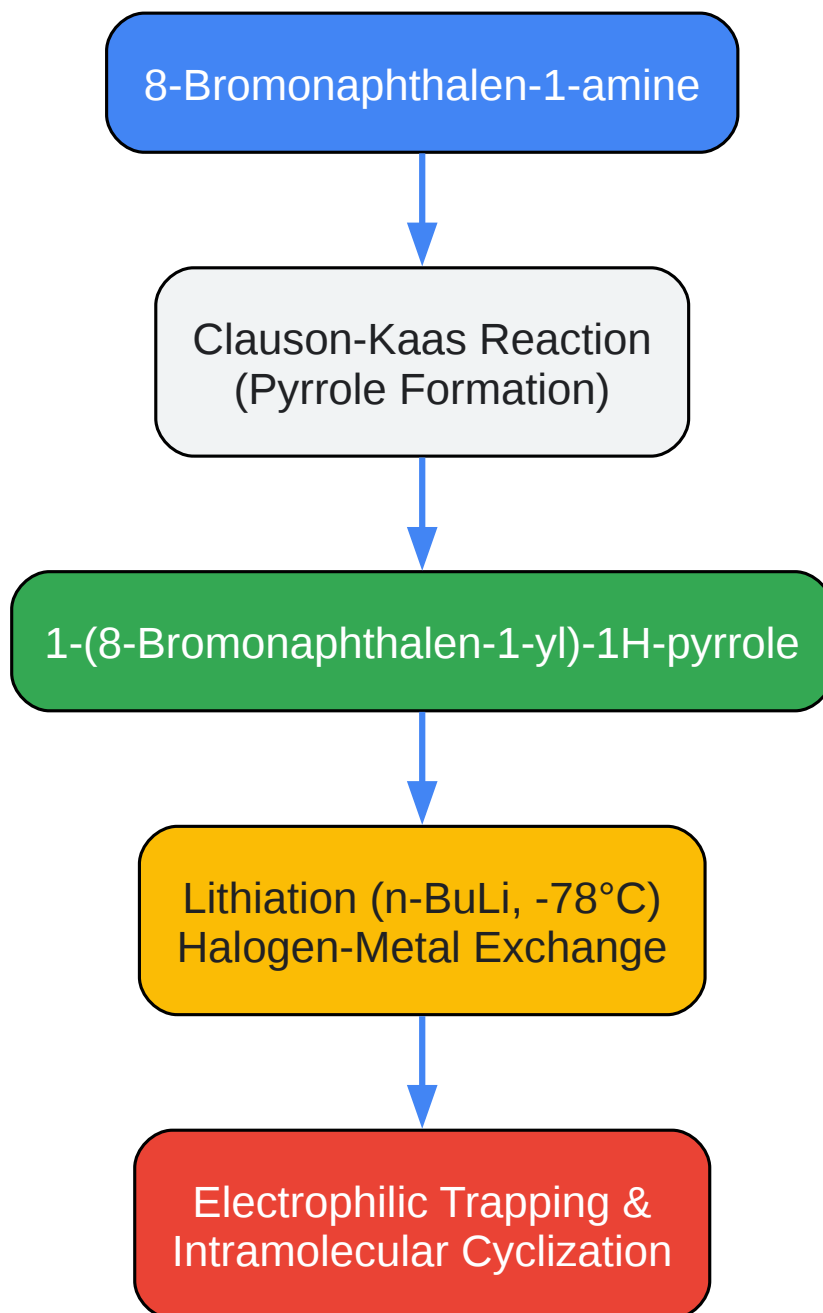 8-Bromonaphthalen-1-amine
Clauson-Kaas Reaction
(Pyrrole Formation)
1-(8-Bromonaphthalen-1-yl)-1H-pyrrole
Lithiation (n-BuLi, -78°C)
Halogen-Metal Exchange
Electrophilic Trapping &
Intramolecular Cyclization